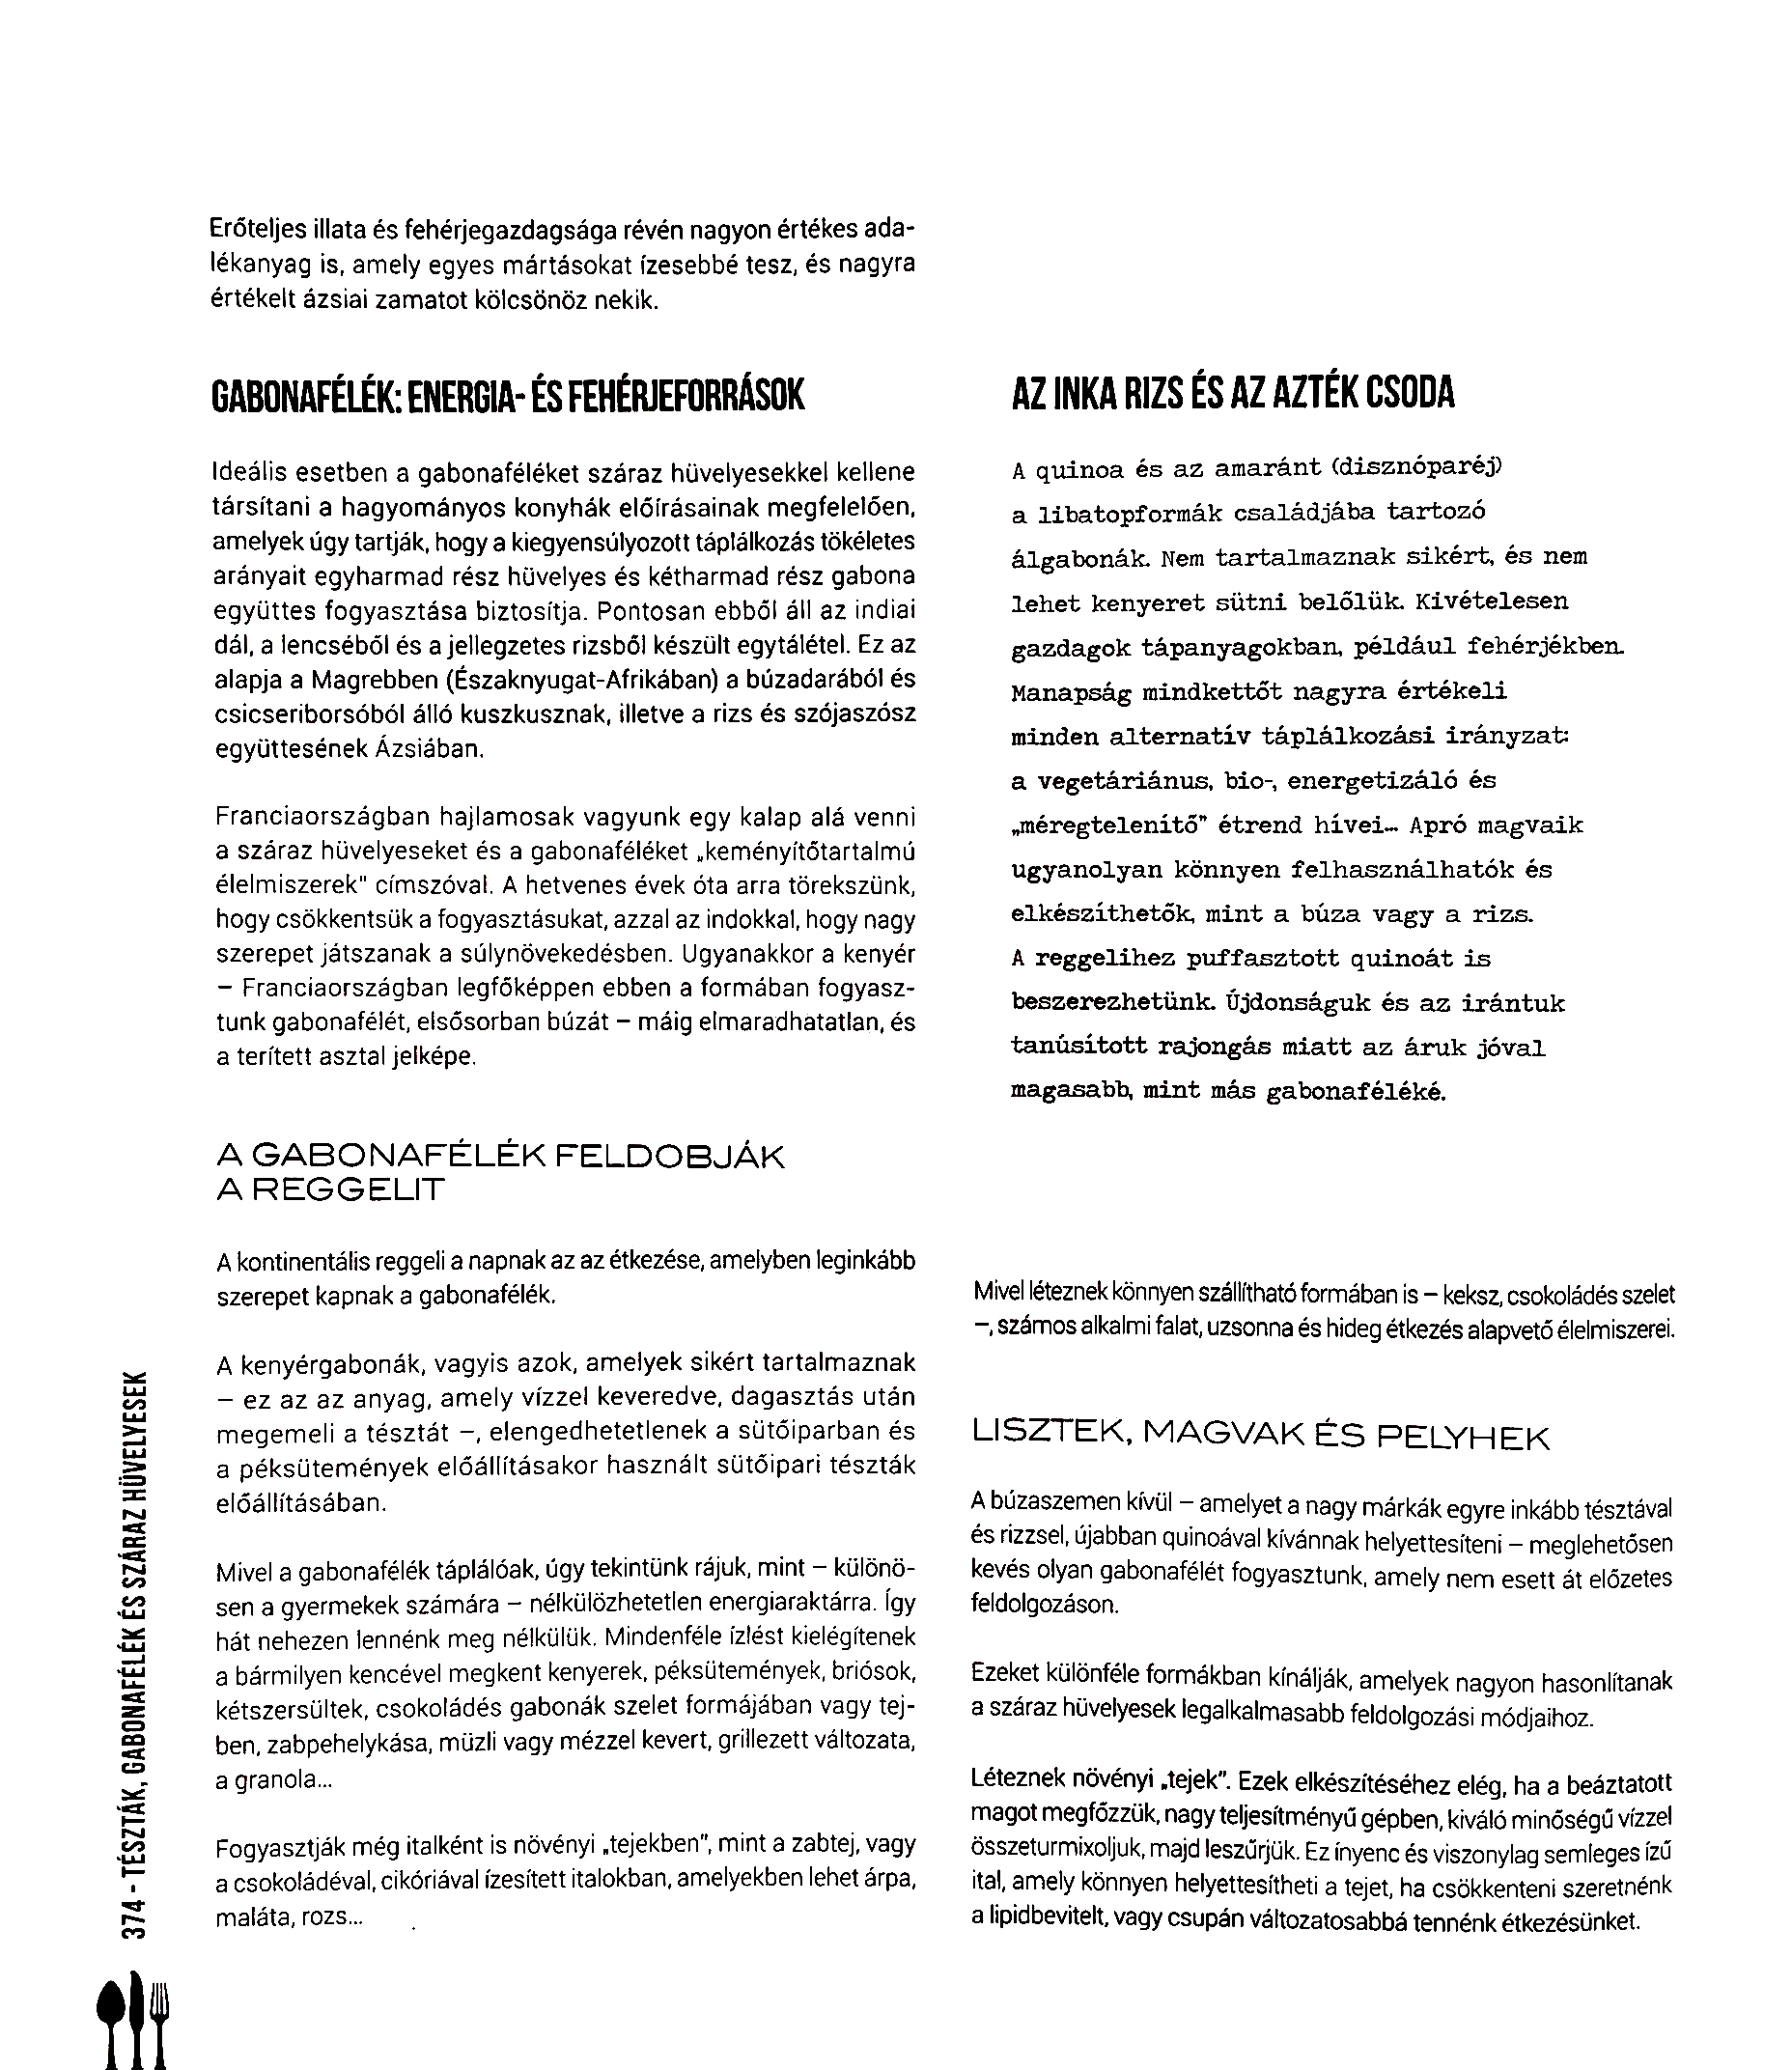 Erőteljes illata és fehérjegazdagsága révén nagyon értékes ada-
lékanyag is, amely egyes mártásokat ízesebbé tesz, és nagyra
értékelt ázsiai zamatot kölcsönöz nekik.
GABONAFÉLÉK: ENERGIA- ÉS FEHÉRJEFORRÁSOK
Ideális esetben a gabonaféléket száraz hüvelyesekkel kellene
társítani a hagyományos konyhák előírásainak megfelelően,
amelyek úgy tartják, hogy a kiegyensúlyozott táplálkozás tökéletes
arányait egyharmad rész hüvelyes és kétharmad rész gabona
együttes fogyasztása biztosítja. Pontosan ebből áll az indiai
dál, a lencséből és a jellegzetes rizsből készült egytálétel. Ez az
alapja a Magrebben (Északnyugat-Afrikában) a búzadarából és
csicseriborsóból álló kuszkusznak, illetve a rizs és szójaszósz
együttesének Ázsiában.
Franciaországban hajlamosak vagyunk egy kalap alá venni
a száraz hüvelyeseket és a gabonaféléket „keményítőtartalmú
élelmiszerek" címszóval. A hetvenes évek óta arra törekszünk,
hogy csökkentsük a fogyasztásukat, azzal az indokkal, hogy nagy
szerepet játszanak a súlynövekedésben. Ugyanakkor a kenyér
– Franciaországban legfőképpen ebben a formában fogyasz-
tunk gabonafélét, elsősorban búzát – máig elmaradhatatlan, és
a terített asztal jelképe.
A GABONAFÉLÉK FELDOBJÁK
A REGGELIT
A kontinentális reggeli a napnak az az étkezése, amelyben leginkább
szerepet kapnak a gabonafélék.
A kenyérgabonák, vagyis azok, amelyek sikért tartalmaznak
– ez az az anyag, amely vízzel keveredve, dagasztás után
megemeli a tésztát –, elengedhetetlenek a sütőiparban és
a péksütemények előállításakor használt sütőipari tészták
előállításában.
Mivel a gabonafélék táplálóak, úgy tekintünk rájuk, mint – különö-
sen a gyermekek számára – nélkülözhetetlen energiaraktárra. Így
hát nehezen lennénk meg nélkülük. Mindenféle ízlést kielégítenek
a bármilyen kencével megkent kenyerek, péksütemények, briósok,
kétszersültek, csokoládés gabonák szelet formájában vagy tej-
ben, zabpehelykása, müzli vagy mézzel kevert, grillezett változata,
a granola...
Fogyasztják még italként is növényi „tejekben", mint a zabtej, vagy
a csokoládéval, cikóriával ízesített italokban, amelyekben lehet árpa,
maláta, rozs...
AZ INKA RIZS ÉS AZ AZTÉK CSODA
A quinoa és az amaránt (disznóparéj)
a libatopformák családjába tartozó
álgabonák. Nem tartalmaznak sikért, és nem
lehet kenyeret sütni belőlük. Kivételesen
gazdagok tápanyagokban, például fehérjékben.
Manapság mindkettőt nagyra értékeli
minden alternatív táplálkozási irányzat:
a vegetáriánus, bio-, energetizáló és
„méregtelenítő" étrend hívei... Apró magvaik
ugyanolyan könnyen felhasználhatók és
elkészíthetők, mint a búza vagy a rizs.
A reggelihez puffasztott quinoát is
beszerezhetünk. Újdonságuk és az irántuk
tanúsított rajongás miatt az áruk jóval
magasabb, mint más gabonaféléké.
Mivel léteznek könnyen szállítható formában is – keksz, csokoládés szelet
–, számos alkalmi falat, uzsonna és hideg étkezés alapvető élelmiszerei.
LISZTEK, MAGVAK ÉS PELYHEK
A búzaszemen kívül – amelyet a nagy márkák egyre inkább tésztával
és rizzsel, újabban quinoával kívánnak helyettesíteni – meglehetősen
kevés olyan gabonafélét fogyasztunk, amely nem esett át előzetes
feldolgozáson.
Ezeket különféle formákban kínálják, amelyek nagyon hasonlítanak
a száraz hüvelyesek legalkalmasabb feldolgozási módjaihoz.
Léteznek növényi „tejek". Ezek elkészítéséhez elég, ha a beáztatott
magot megfőzzük, nagy teljesítményű gépben, kiváló minőségű vízzel
összeturmixoljuk, majd leszűrjük. Ez ínyenc és viszonylag semleges ízű
ital, amely könnyen helyettesítheti a tejet, ha csökkenteni szeretnénk
a lipidbevitelt, vagy csupán változatosabbá tennénk étkezésünket.
374 - TÉSZTÁK, GABONAFÉLÉK ÉS SZÁRAZ HÜVELYESEK